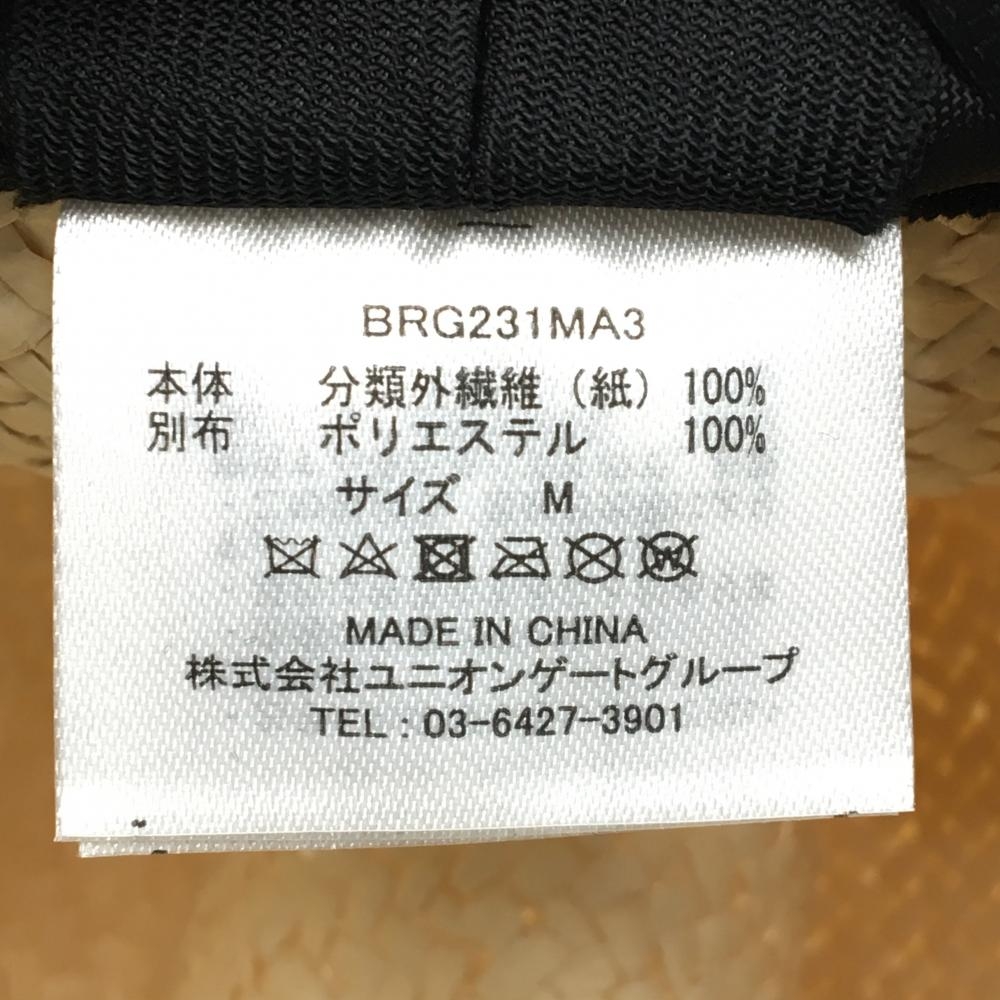 BRG231MA3
本体 分類外繊維（紙）100%
別布 ポリエステル 100%
サイズ M
W
MADE IN CHINA
株式会社ユニオンゲートグループ
TEL：03-6427-3901